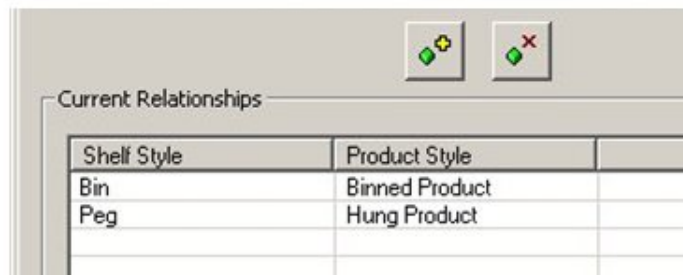 Current Relationships
Shelf Style Product Style
Bin Binned Product
Peg Hung Product